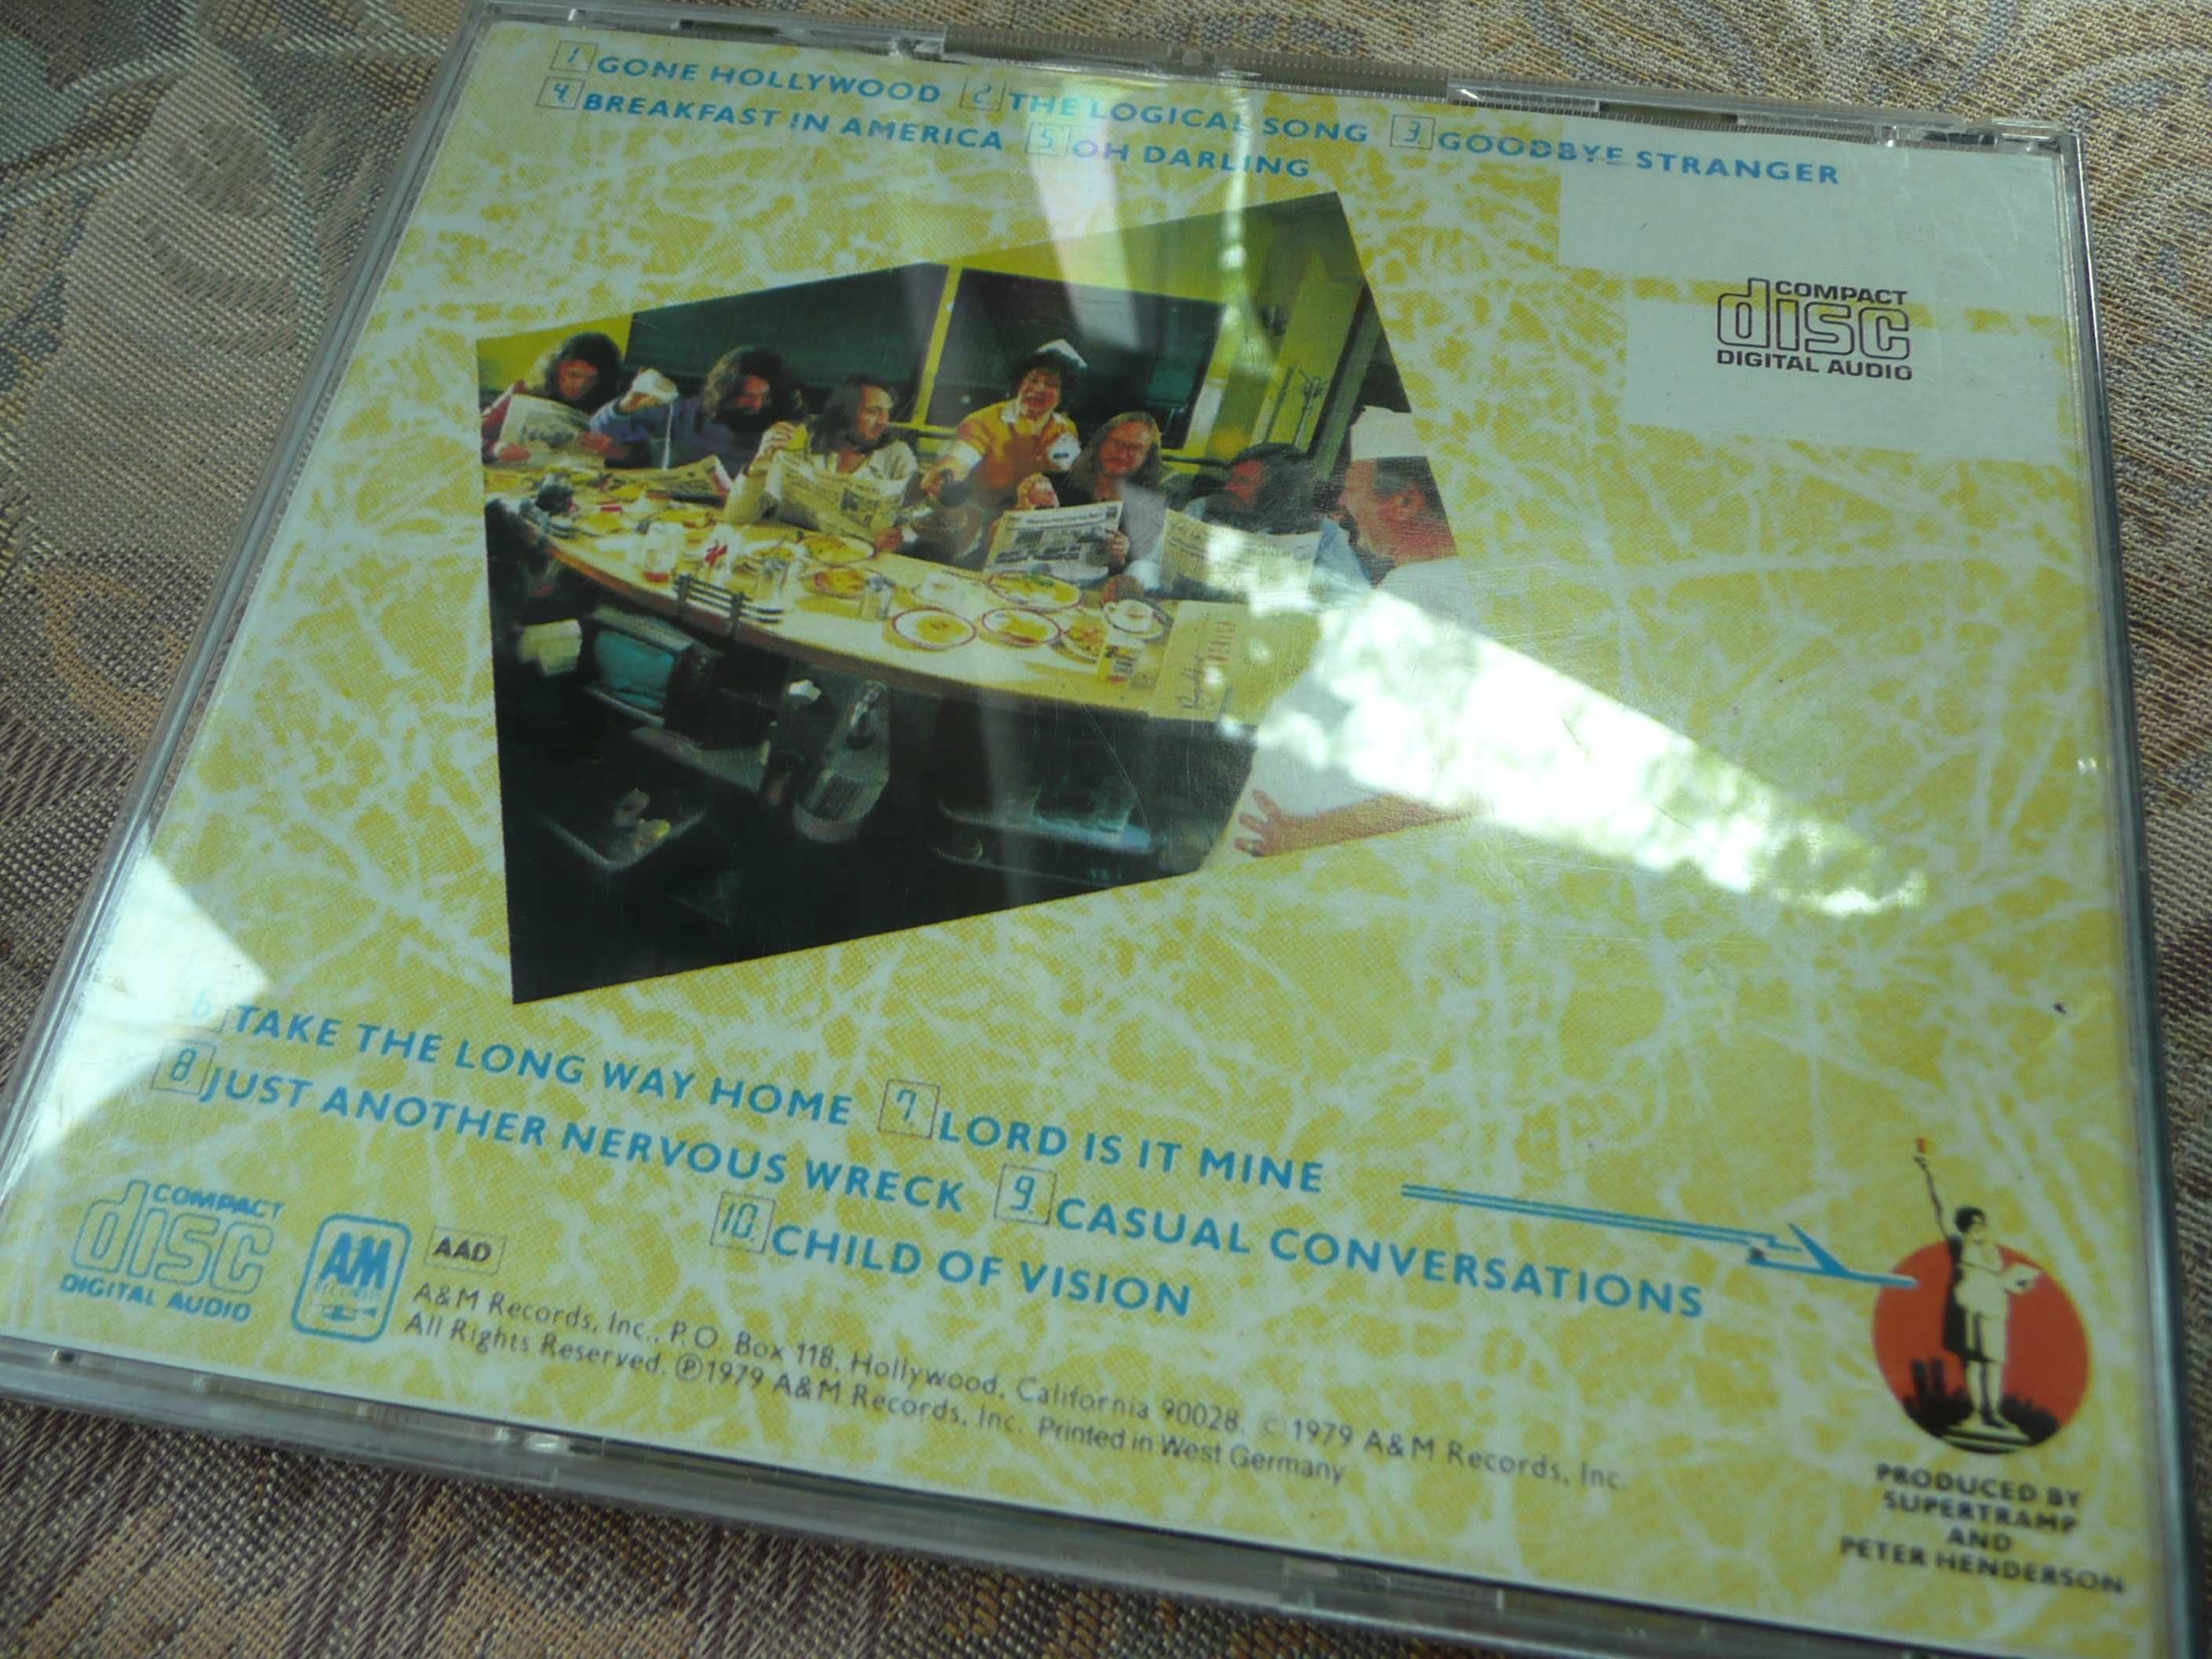 1. GONE HOLLYWOOD 2. THE LOGICAL SONG 3. GOODBYE STRANGER
4. BREAKFAST IN AMERICA 5. OH DARLING
COMPACT
disc
DIGITAL AUDIO
6. TAKE THE LONG WAY HOME 7. LORD IS IT MINE
8. JUST ANOTHER NERVOUS WRECK 9. CASUAL CONVERSATIONS
10. CHILD OF VISION
COMPACT
disc
DIGITAL AUDIO
A&M
RECORDS
AAD
A&M Records, Inc., P.O. Box 118, Hollywood, California 90028. © 1979 A&M Records, Inc.
All Rights Reserved. ℗1979 A&M Records, Inc. Printed in West Germany
PRODUCED BY
SUPERTRAMP
AND
PETER HENDERSON